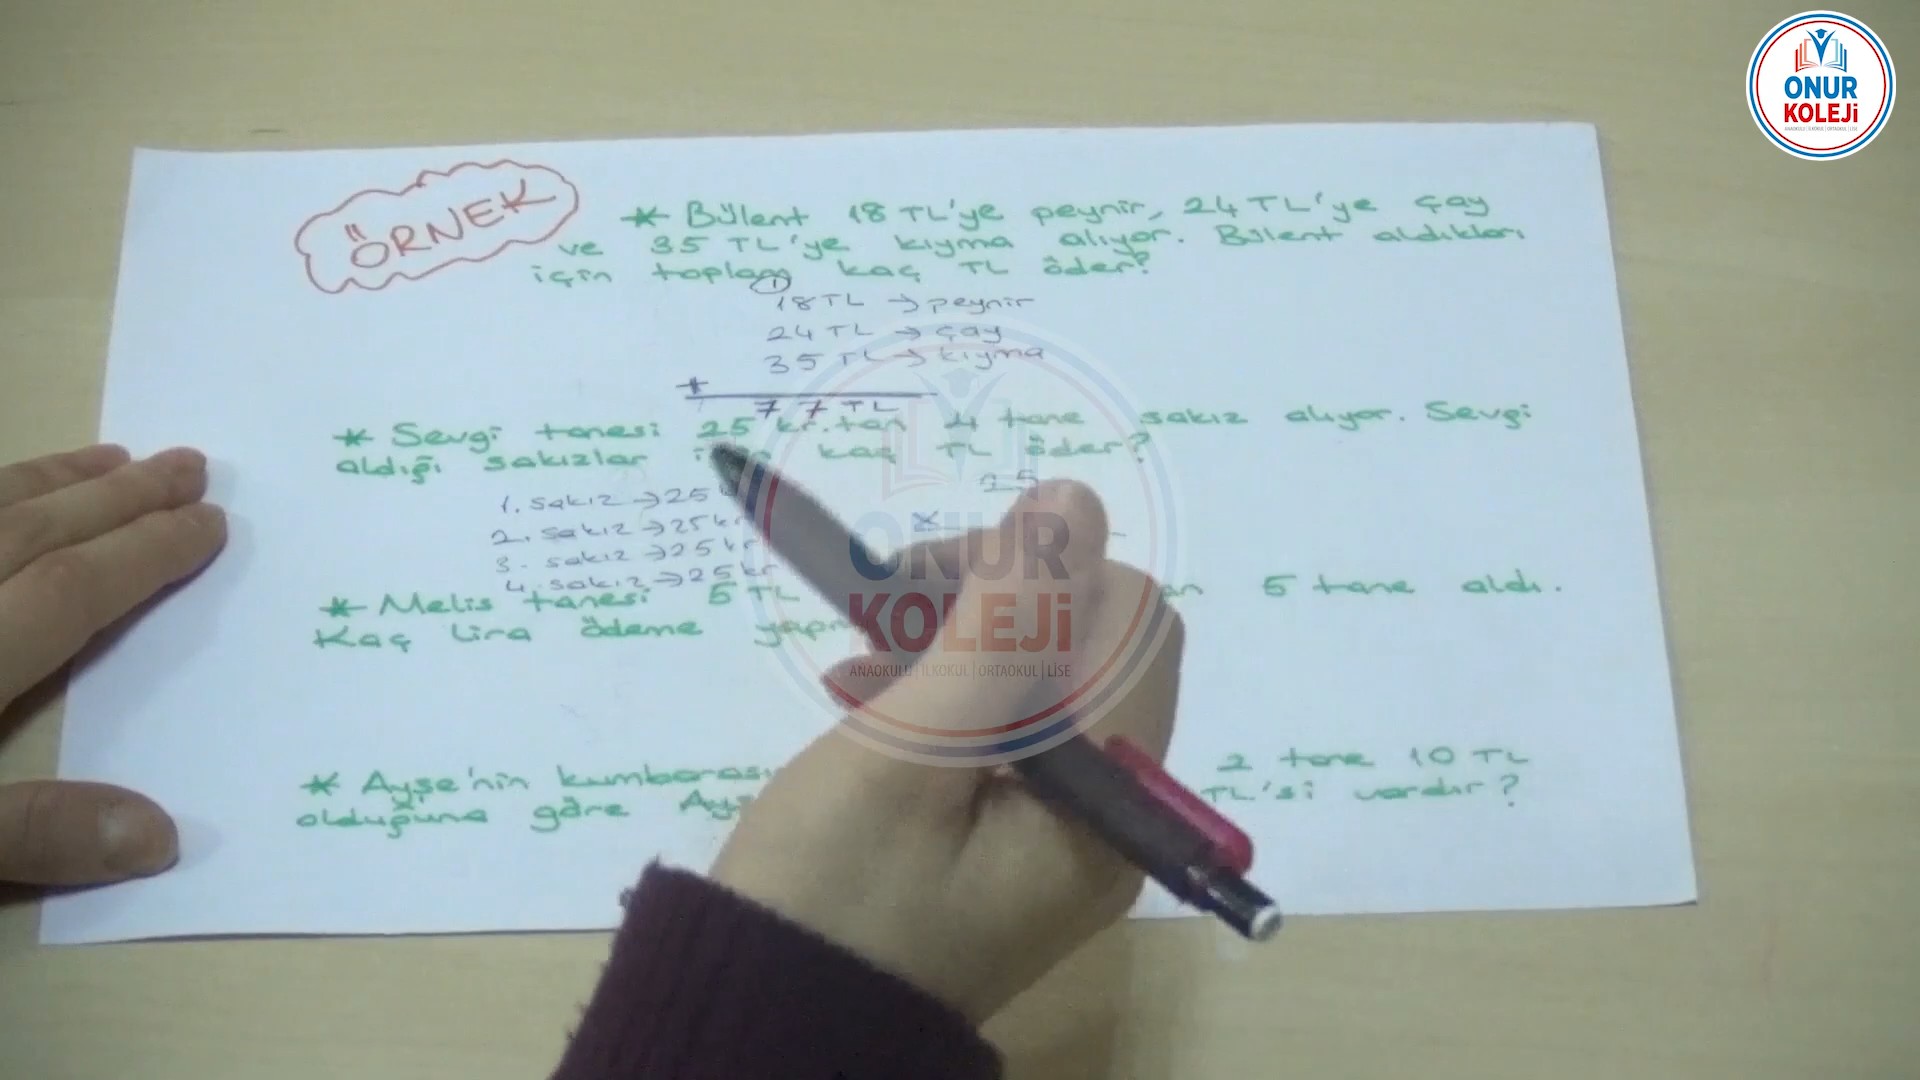 ONUR
KOLEJİ
ANAOKULU | İLKOKUL | ORTAOKUL | LİSE
ÖRNEK
* Bülent 18 TL'ye peynir, 24 TL'ye çay
ve 35 TL'ye kıyma alıyor. Bülent aldıkları
için toplam kaç TL öder?
1
18 TL → peynir
24 TL → çay
35 TL → kıyma
+
77 TL
* Sevgi tanesi 25 kr.tan 4 tane sakız alıyor. Sevgi
aldığı sakızlar kaç TL öder?
1. sakız → 25
2. sakız → 25 kr
3. sakız → 25 kr
4. sakız → 25 kr
25
x
* Melis tanesi 5 TL 5 tane aldı.
Kaç lira ödeme
* Ayşe'nin 2 tane 10 TL
olduğuna göre TL'si vardır?
ONUR
KOLEJİ
ANAOKULU | İLKOKUL | ORTAOKUL | LİSE